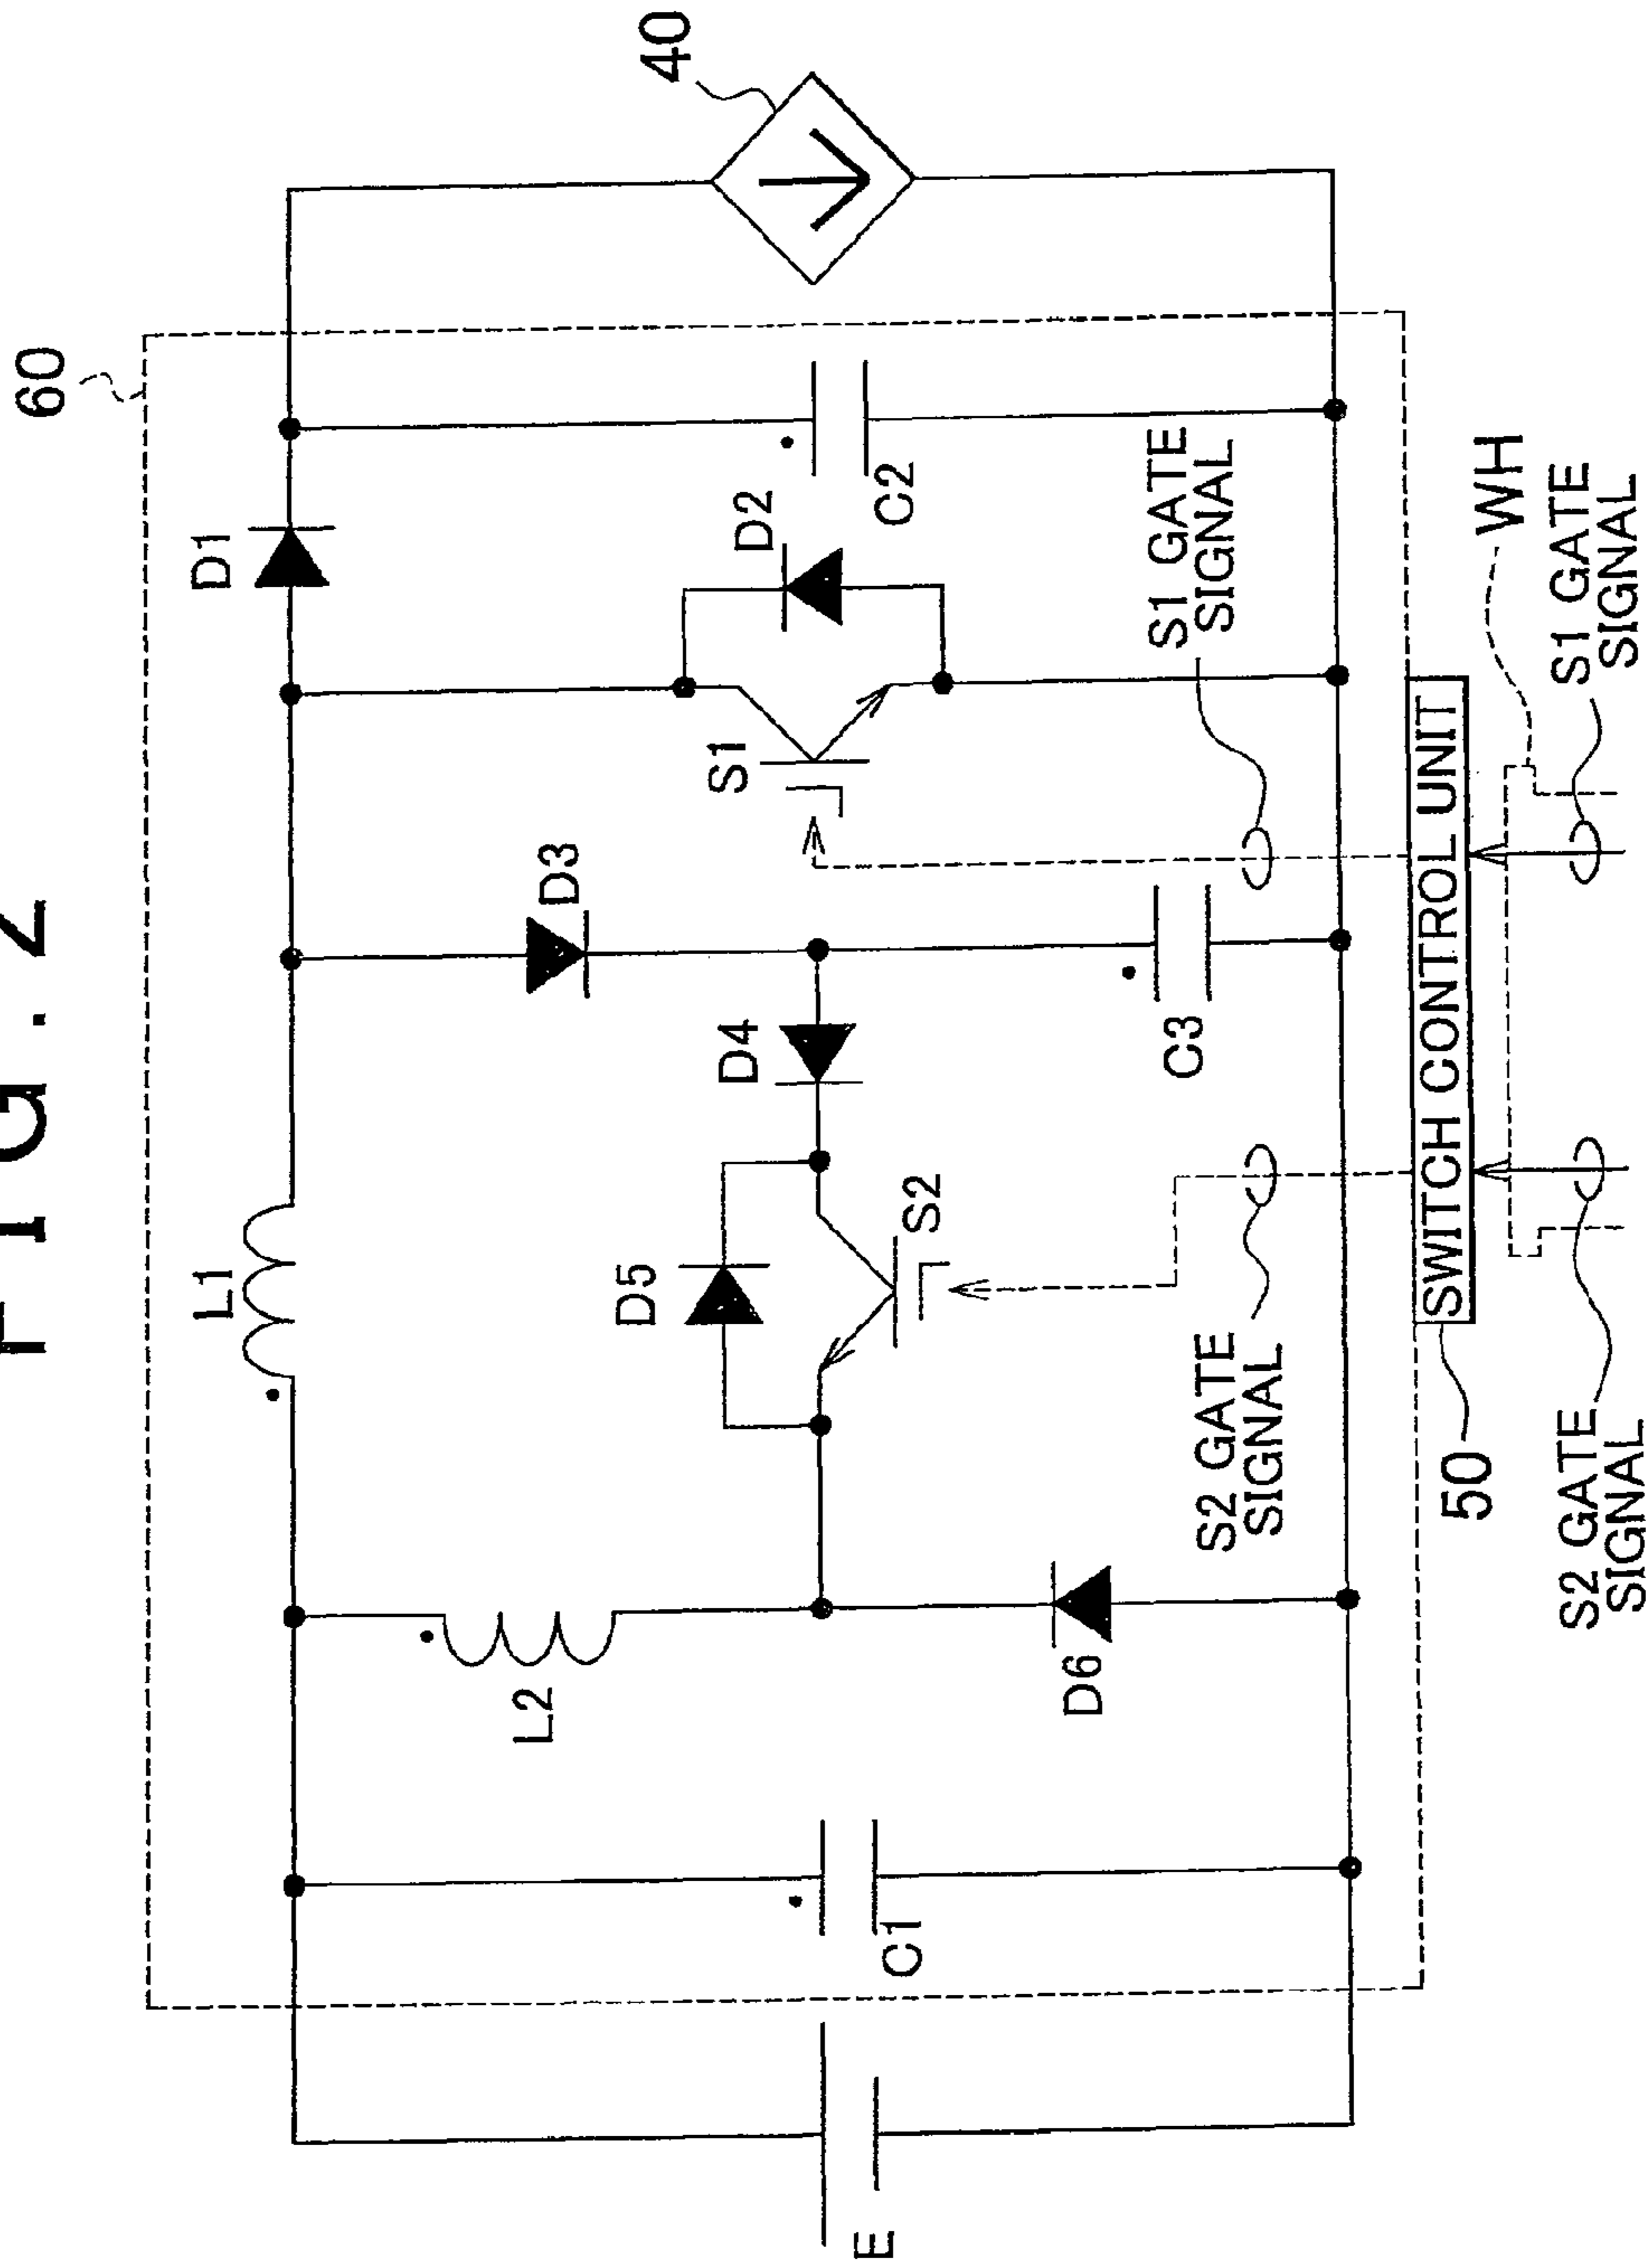 FIG. 2
60
40
D1
L1
D3
D2
D5
D4
S1
C2
L2
S2
C1
E
D6
C3
S2 GATE
SIGNAL
S1 GATE
SIGNAL
50
SWITCH CONTROL UNIT
WH
S2 GATE
SIGNAL
S1 GATE
SIGNAL